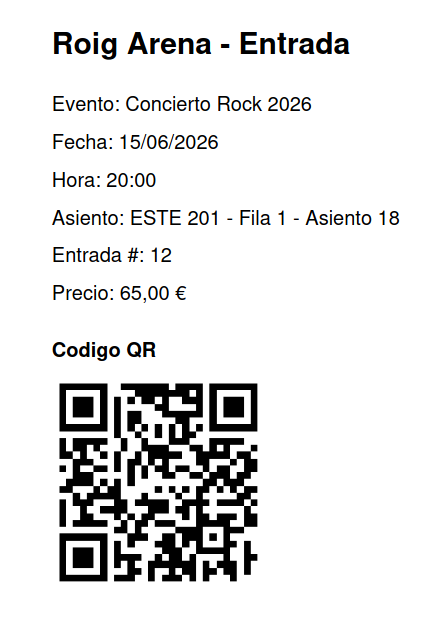 Roig Arena - Entrada
Evento: Concierto Rock 2026
Fecha: 15/06/2026
Hora: 20:00
Asiento: ESTE 201 - Fila 1 - Asiento 18
Entrada #: 12
Precio: 65,00 €
Codigo QR